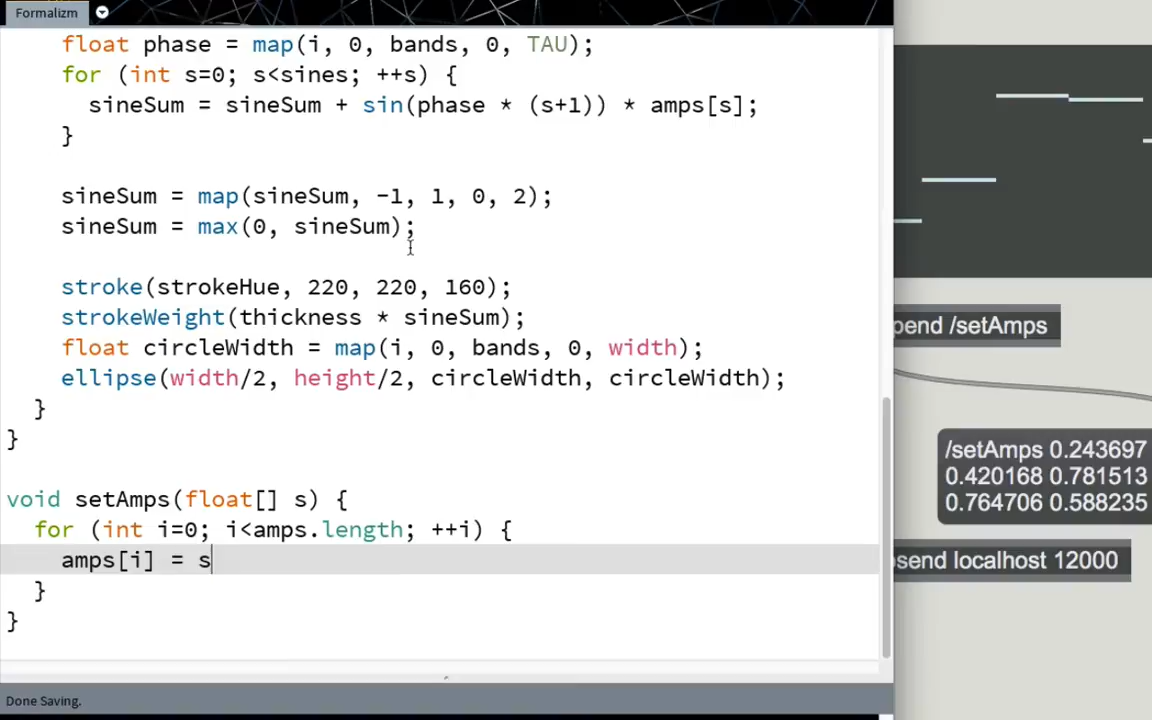 Formalizm
float phase = map(i, 0, bands, 0, TAU);
for (int s=0; s<sines; ++s) {
sineSum = sineSum + sin(phase * (s+1)) * amps[s];
}
sineSum = map(sineSum, -1, 1, 0, 2);
sineSum = max(0, sineSum);
stroke(strokeHue, 220, 220, 160);
strokeWeight(thickness * sineSum);
float circleWidth = map(i, 0, bands, 0, width);
ellipse(width/2, height/2, circleWidth, circleWidth);
}
}
void setAmps(float[] s) {
for (int i=0; i<amps.length; ++i) {
amps[i] = s
}
}
Done Saving.
pend /setAmps
/setAmps 0.243697
0.420168 0.781513
0.764706 0.588235
send localhost 12000